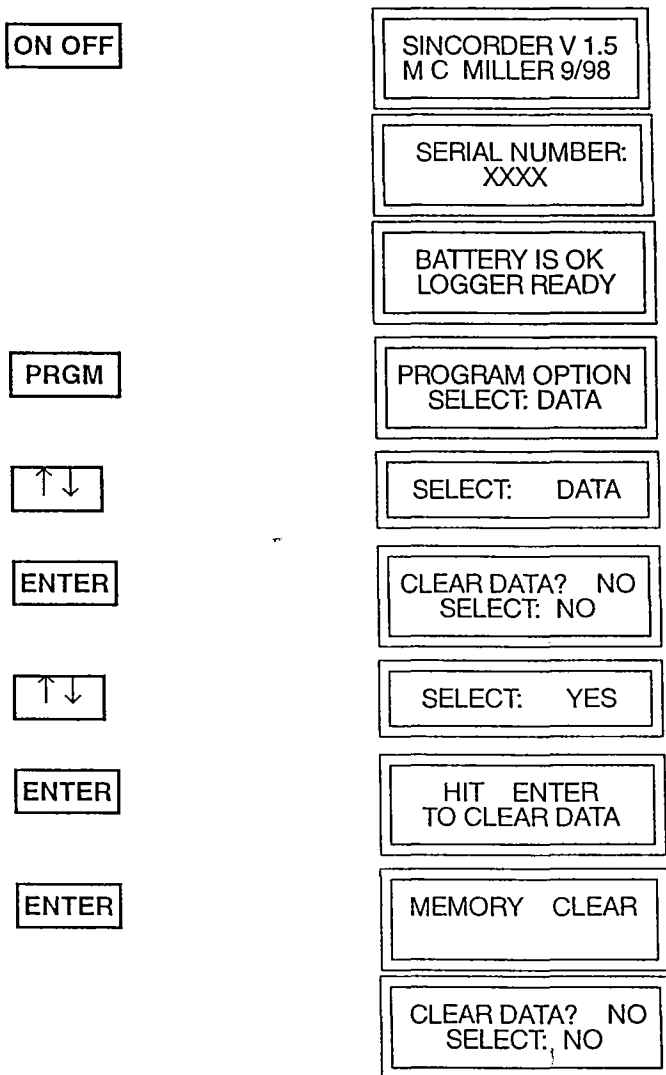 ON OFF
SINCORDER V 1.5
M C MILLER 9/98
SERIAL NUMBER:
XXXX
BATTERY IS OK
LOGGER READY
PRGM
PROGRAM OPTION
SELECT: DATA
↑ ↓
SELECT: DATA
ENTER
CLEAR DATA? NO
SELECT: NO
↑ ↓
SELECT: YES
ENTER
HIT ENTER
TO CLEAR DATA
ENTER
MEMORY CLEAR
CLEAR DATA? NO
SELECT: NO